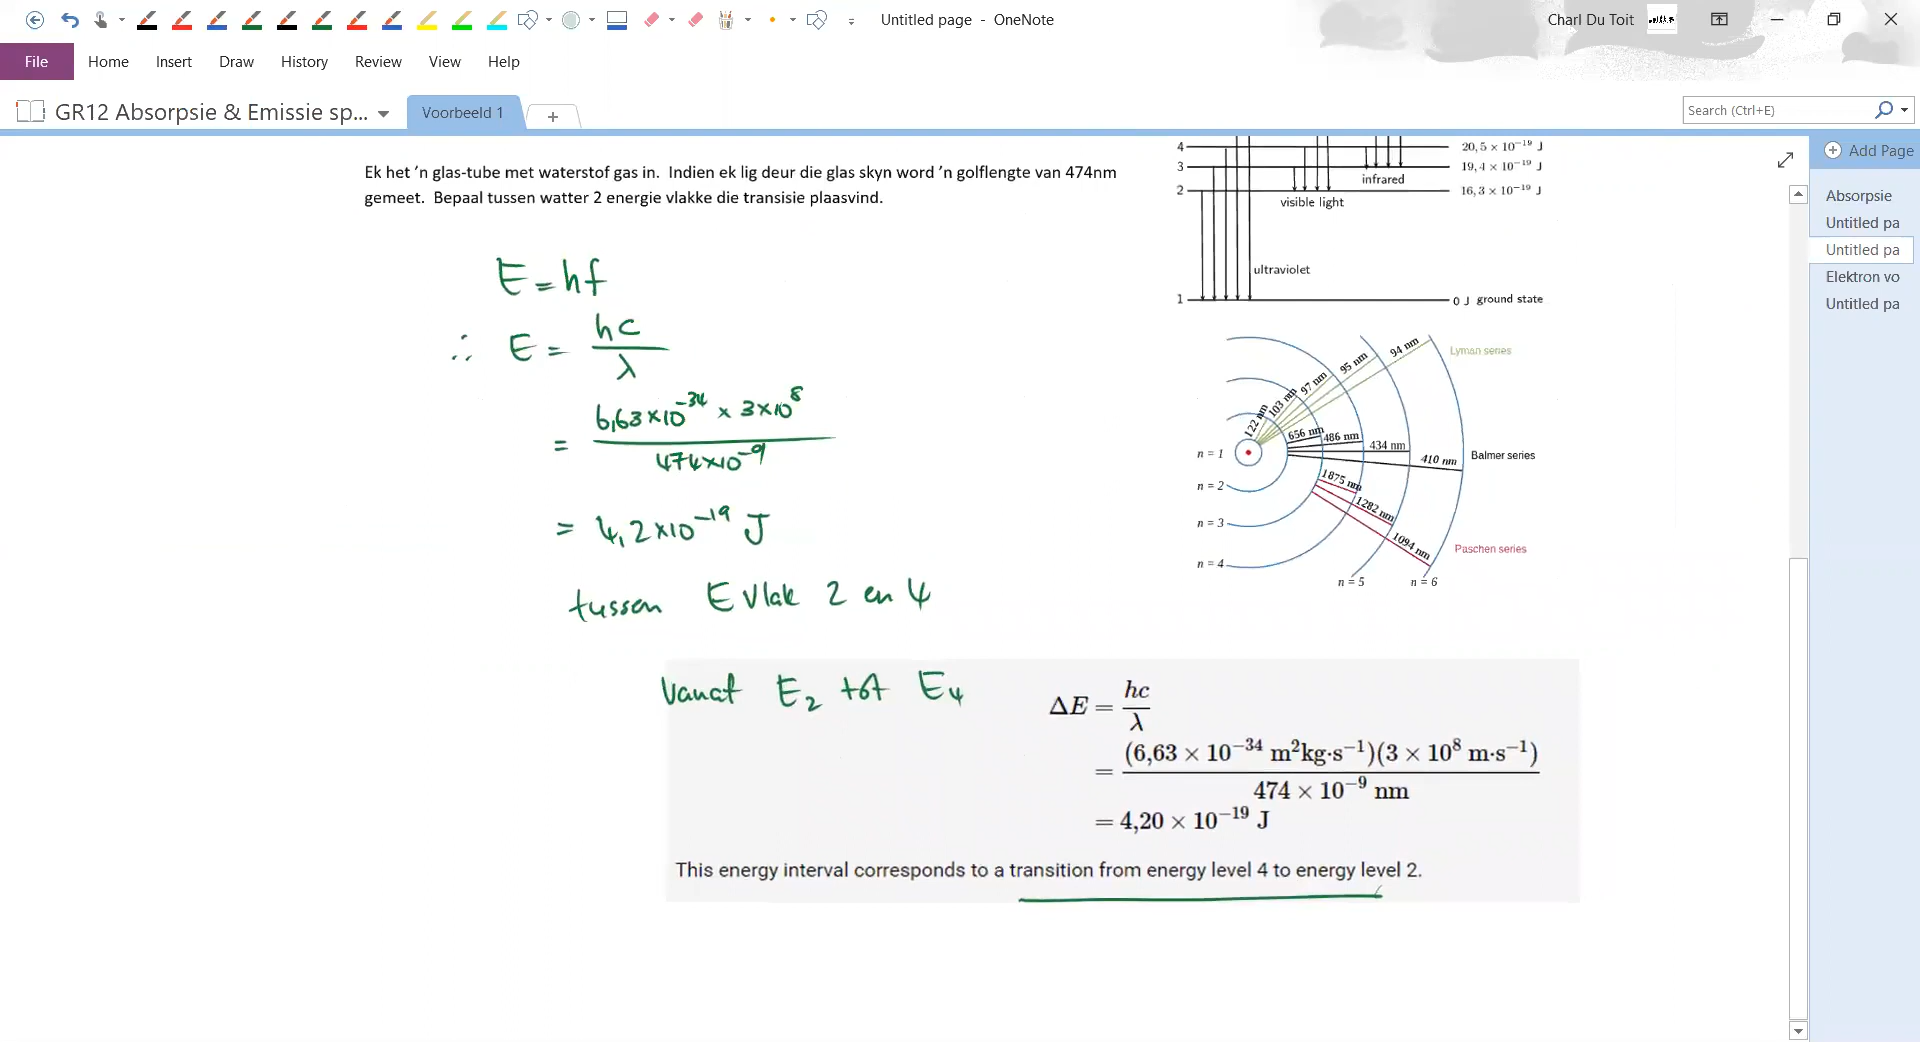 Untitled page - OneNote
Charl Du Toit
File Home Insert Draw History Review View Help
GR12 Absorpsie & Emissie sp...
Voorbeeld 1
+
Search (Ctrl+E)
Add Page
Absorpsie
Untitled pa
Untitled pa
Elektron vo
Untitled pa
Ek het 'n glas-tube met waterstof gas in. Indien ek lig deur die glas skyn word 'n golflengte van 474nm
gemeet. Bepaal tussen watter 2 energie vlakke die transisie plaasvind.
E = hf
∴ E = hc / λ
= 6,63×10⁻³⁴ × 3×10⁸ / 474×10⁻⁹
= 4,2×10⁻¹⁹ J
tussen E vlak 2 en 4
vanaf E₂ tot E₄
4 20,5 × 10⁻¹⁹ J
3 19,4 × 10⁻¹⁹ J
infrared
2 16,3 × 10⁻¹⁹ J
visible light
ultraviolet
1 0 J ground state
94 nm
95 nm
97 nm
103 nm
122 nm
Lyman series
656 nm
486 nm
434 nm
410 nm
Balmer series
1875 nm
1282 nm
1094 nm
Paschen series
n = 1
n = 2
n = 3
n = 4
n = 5
n = 6
ΔE = hc / λ
= (6,63 × 10⁻³⁴ m²kg·s⁻¹)(3 × 10⁸ m·s⁻¹) / 474 × 10⁻⁹ nm
= 4,20 × 10⁻¹⁹ J
This energy interval corresponds to a transition from energy level 4 to energy level 2.